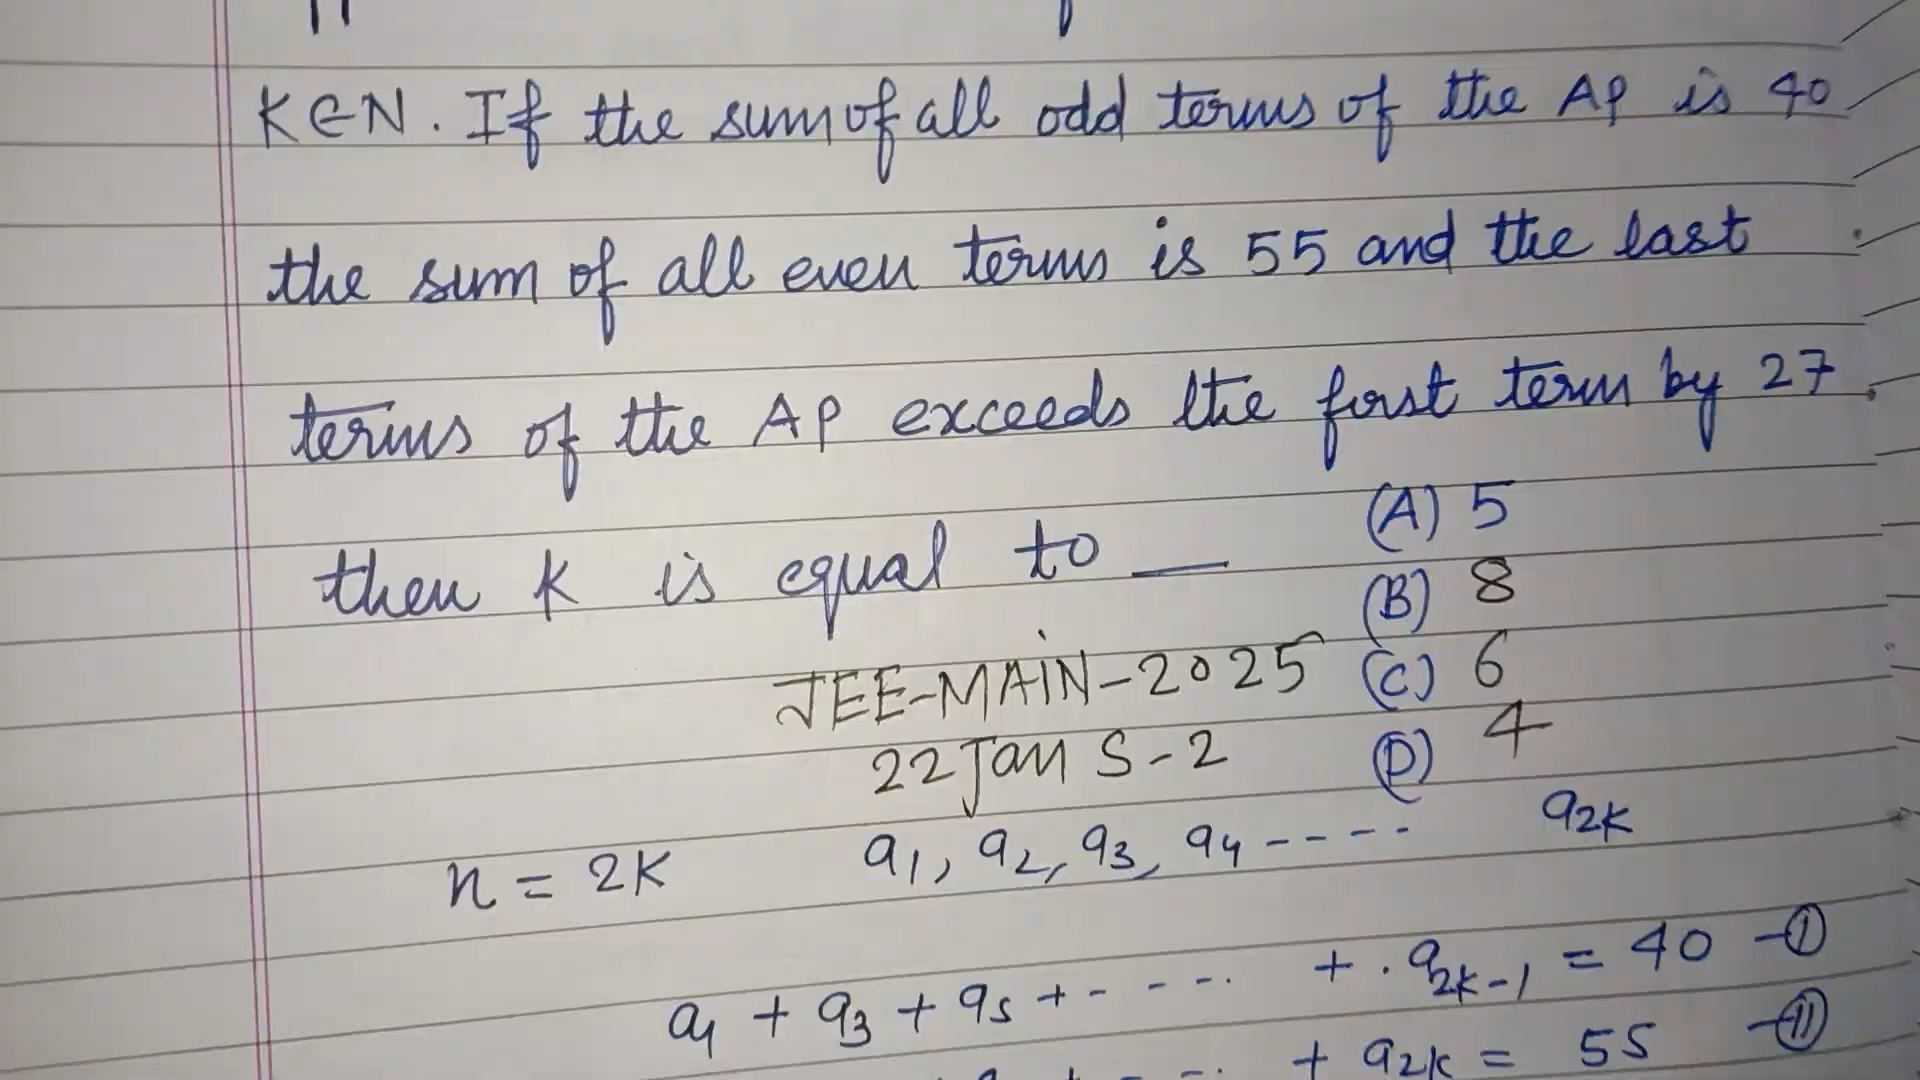 K∈N. If the sum of all odd terms of the AP is 40
the sum of all even terms is 55 and the last
terms of the AP exceeds the first term by 27.
then K is equal to __ (A) 5
(B) 8
JEE-MAIN-2025 (C) 6
22 Jan S-2 (D) 4
n = 2K a1, a2, a3, a4 ----- a2K
a1 + a3 + a5 + - - - -. + . a2K-1 = 40 -①
+ a2K = 55 -⑪